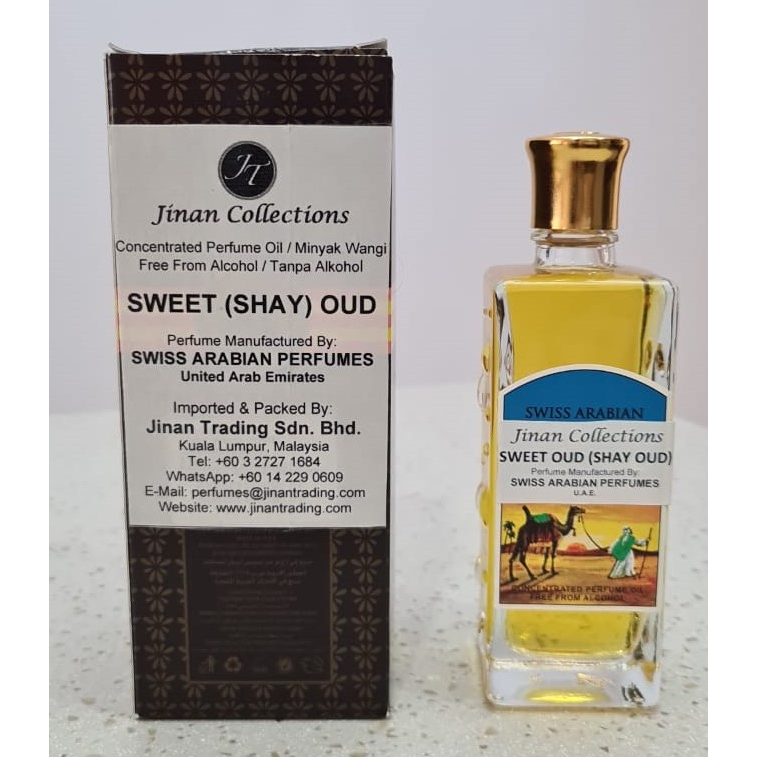 JT
Jinan Collections
Concentrated Perfume Oil / Minyak Wangi
Free From Alcohol / Tanpa Alkohol
SWEET (SHAY) OUD
Perfume Manufactured By:
SWISS ARABIAN PERFUMES
United Arab Emirates
Imported & Packed By:
Jinan Trading Sdn. Bhd.
Kuala Lumpur, Malaysia
Tel: +60 3 2727 1684
WhatsApp: +60 14 229 0609
E-Mail: perfumes@jinantrading.com
Website: www.jinantrading.com
SWISS ARABIAN
Jinan Collections
SWEET OUD (SHAY OUD)
Perfume Manufactured By:
SWISS ARABIAN PERFUMES
U.A.E.
CONCENTRATED PERFUME OIL
FREE FROM ALCOHOL